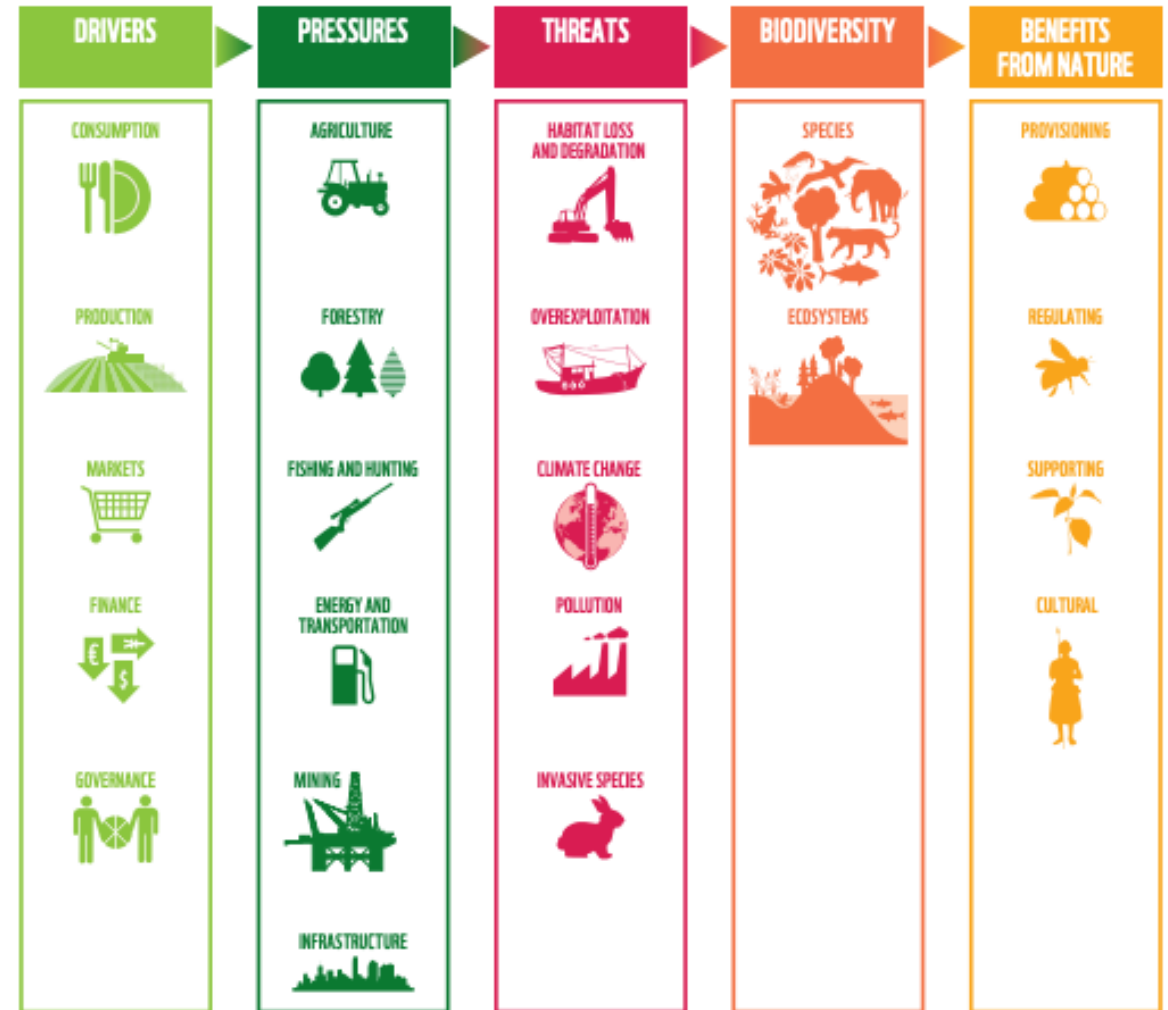 DRIVERS
PRESSURES
THREATS
BIODIVERSITY
BENEFITS
FROM NATURE
CONSUMPTION
PRODUCTION
MARKETS
FINANCE
€
¥
$
GOVERNANCE
AGRICULTURE
FORESTRY
FISHING AND HUNTING
ENERGY AND
TRANSPORTATION
MINING
INFRASTRUCTURE
HABITAT LOSS
AND DEGRADATION
OVEREXPLOITATION
CLIMATE CHANGE
POLLUTION
INVASIVE SPECIES
SPECIES
ECOSYSTEMS
PROVISIONING
REGULATING
SUPPORTING
CULTURAL